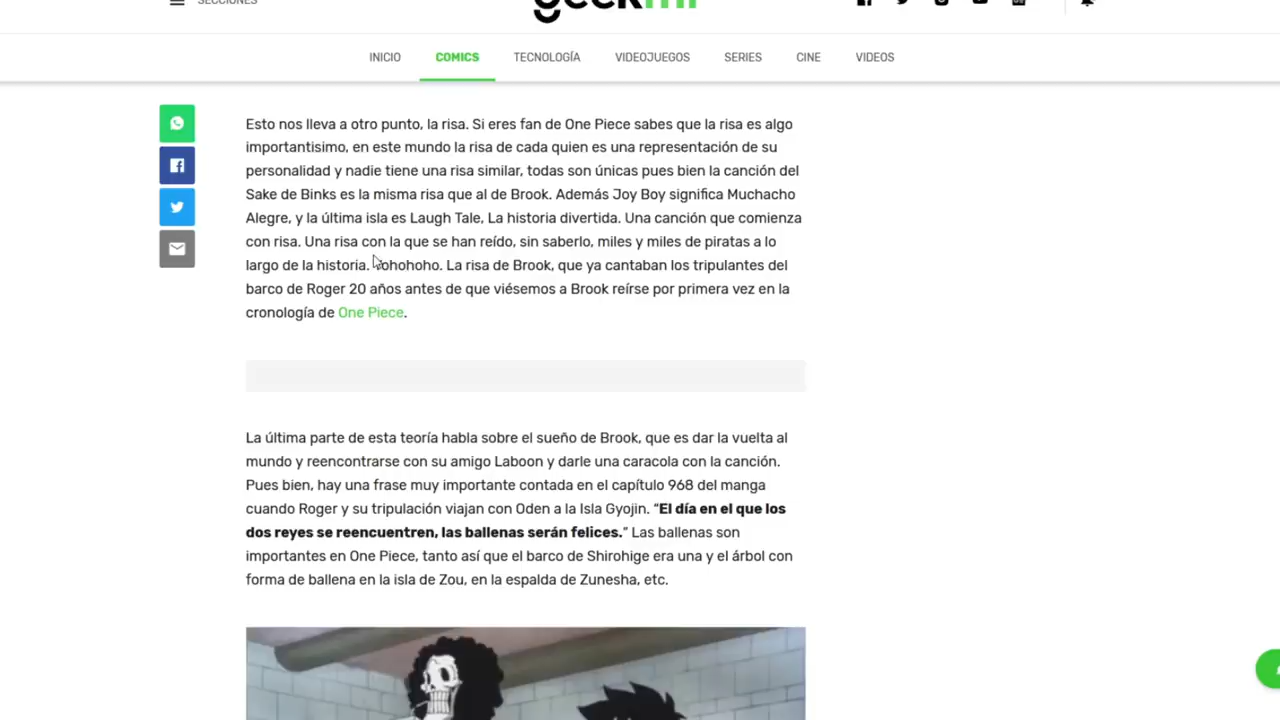 SECCIONES
geekmi
INICIO
COMICS
TECNOLOGÍA
VIDEOJUEGOS
SERIES
CINE
VIDEOS
Esto nos lleva a otro punto, la risa. Si eres fan de One Piece sabes que la risa es algo
importantisimo, en este mundo la risa de cada quien es una representación de su
personalidad y nadie tiene una risa similar, todas son únicas pues bien la canción del
Sake de Binks es la misma risa que al de Brook. Además Joy Boy significa Muchacho
Alegre, y la última isla es Laugh Tale, La historia divertida. Una canción que comienza
con risa. Una risa con la que se han reído, sin saberlo, miles y miles de piratas a lo
largo de la historia. Yohohoho. La risa de Brook, que ya cantaban los tripulantes del
barco de Roger 20 años antes de que viésemos a Brook reírse por primera vez en la
cronología de One Piece.
La última parte de esta teoría habla sobre el sueño de Brook, que es dar la vuelta al
mundo y reencontrarse con su amigo Laboon y darle una caracola con la canción.
Pues bien, hay una frase muy importante contada en el capítulo 968 del manga
cuando Roger y su tripulación viajan con Oden a la Isla Gyojin. “El día en el que los
dos reyes se reencuentren, las ballenas serán felices.” Las ballenas son
importantes en One Piece, tanto así que el barco de Shirohige era una y el árbol con
forma de ballena en la isla de Zou, en la espalda de Zunesha, etc.